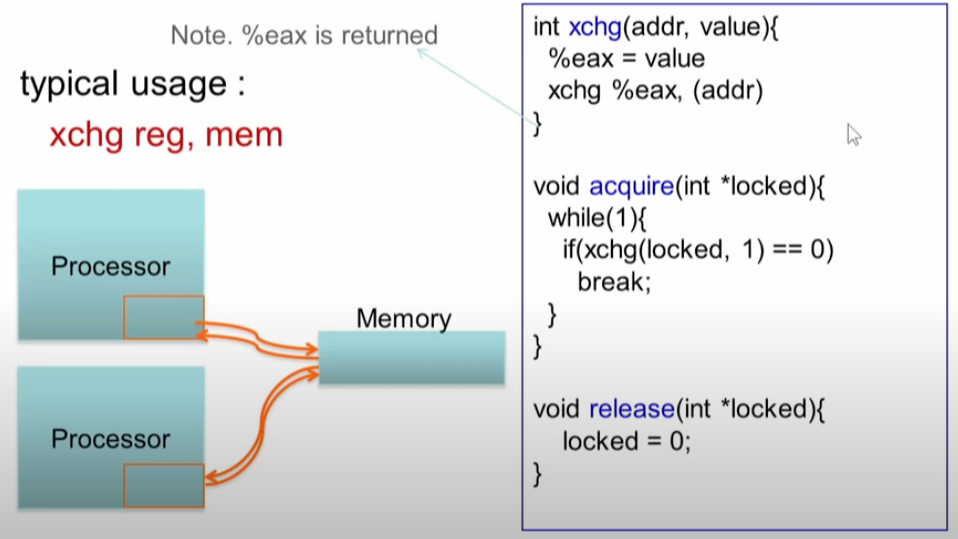 Note. %eax is returned
typical usage :
xchg reg, mem
Processor
Memory
Processor
int xchg(addr, value){
%eax = value
xchg %eax, (addr)
}
void acquire(int *locked){
while(1){
if(xchg(locked, 1) == 0)
break;
}
}
void release(int *locked){
locked = 0;
}